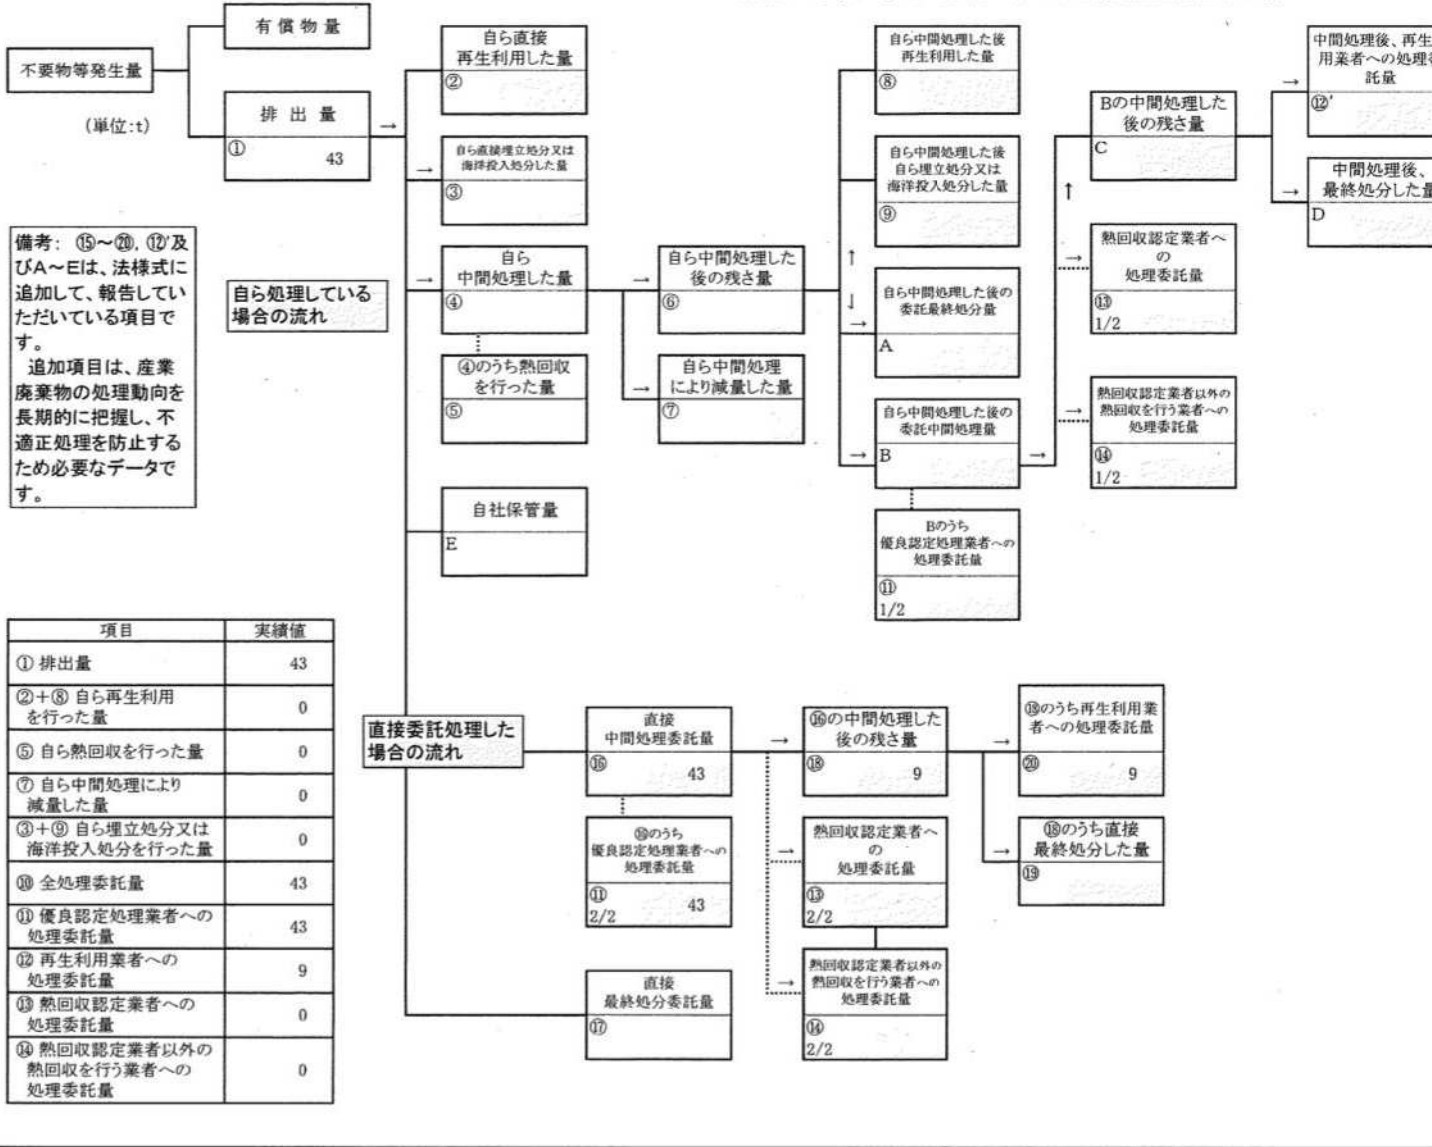 有償物量
不要物等発生量
(単位:t)
排出量
①
43
→
自ら直接
再生利用した量
②
→
自ら直接埋立処分又は
海洋投入処分した量
③
→
自ら
中間処理した量
④
④のうち熱回収
を行った量
⑤
自社保管量
E
→
自ら中間処理した
後の残さ量
⑥
→
自ら中間処理
により減量した量
⑦
自ら中間処理した後
再生利用した量
⑧
自ら中間処理した後
自ら埋立処分又は
海洋投入処分した量
⑨
↑
↓
→
自ら中間処理した後の
委託最終処分量
A
→
自ら中間処理した後の
委託中間処理量
B
→
Bのうち
優良認定処理業者への
処理委託量
⑪
1/2
Bの中間処理した
後の残さ量
C
↑
→
熱回収認定業者へ
の
処理委託量
⑬
1/2
→
熱回収認定業者以外の
熱回収を行う業者への
処理委託量
⑭
1/2
→
中間処理後、再生
用業者への処理
託量
⑫'
→
中間処理後、
最終処分した量
D
備考: ⑮~⑳, ⑫'及
びA~Eは、法様式に
追加して、報告してい
ただいている項目で
す。
追加項目は、産業
廃棄物の処理動向を
長期的に把握し、不
適正処理を防止する
ため必要なデータで
す。
自ら処理している
場合の流れ
項目 実績値
① 排出量 43
②+⑧ 自ら再生利用
を行った量 0
⑤ 自ら熱回収を行った量 0
⑦ 自ら中間処理により
減量した量 0
③+⑨ 自ら埋立処分又は
海洋投入処分を行った量 0
⑩ 全処理委託量 43
⑪ 優良認定処理業者への
処理委託量 43
⑫ 再生利用業者への
処理委託量 9
⑬ 熱回収認定業者への
処理委託量 0
⑭ 熱回収認定業者以外の
熱回収を行う業者への
処理委託量 0
直接委託処理した
場合の流れ
直接
中間処理委託量
⑯ 43
⑯のうち
優良認定処理業者への
処理委託量
⑪
2/2 43
直接
最終処分委託量
⑰
→
⑯の中間処理した
後の残さ量
⑱ 9
→
熱回収認定業者へ
の
処理委託量
⑬
2/2
→
熱回収認定業者以外の
熱回収を行う業者への
処理委託量
⑭
2/2
→
⑱のうち再生利用業
者への処理委託量
⑳ 9
→
⑱のうち直接
最終処分した量
⑲